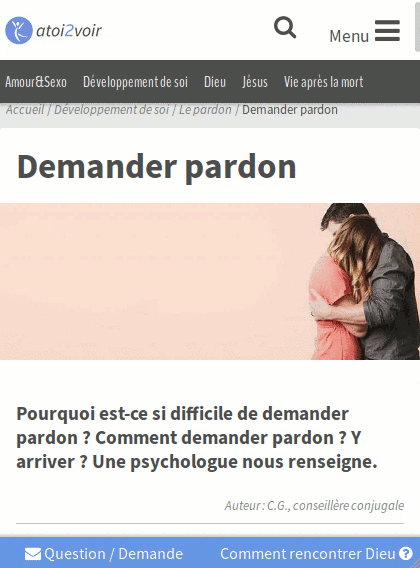 atoi2voir
Menu
Amour&Sexo Développement de soi Dieu Jésus Vie après la mort
Accueil / Développement de soi / Le pardon / Demander pardon
Demander pardon
Pourquoi est-ce si difficile de demander
pardon ? Comment demander pardon ? Y
arriver ? Une psychologue nous renseigne.
Auteur : C.G., conseillère conjugale
Question / Demande Comment rencontrer Dieu